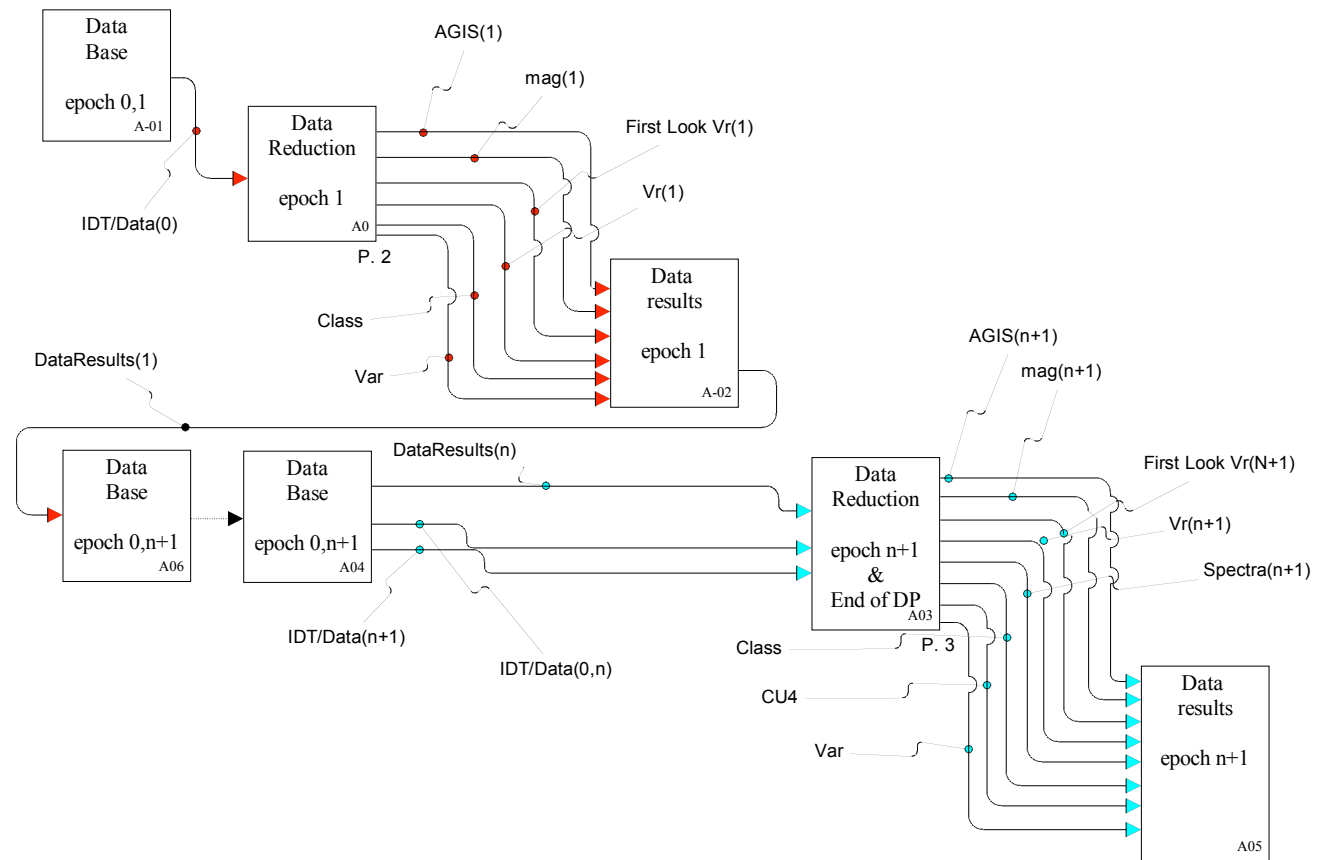 Data
Base
epoch 0,1
A-01
IDT/Data(0)
Data
Reduction
epoch 1
A0
P. 2
AGIS(1)
mag(1)
First Look Vr(1)
Vr(1)
Class
Var
Data
results
epoch 1
A-02
DataResults(1)
Data
Base
epoch 0,n+1
A06
Data
Base
epoch 0,n+1
A04
DataResults(n)
IDT/Data(n+1)
IDT/Data(0,n)
Data
Reduction
epoch n+1
&
End of DP
A03
P. 3
AGIS(n+1)
mag(n+1)
First Look Vr(N+1)
Vr(n+1)
Spectra(n+1)
Class
CU4
Var
Data
results
epoch n+1
A05